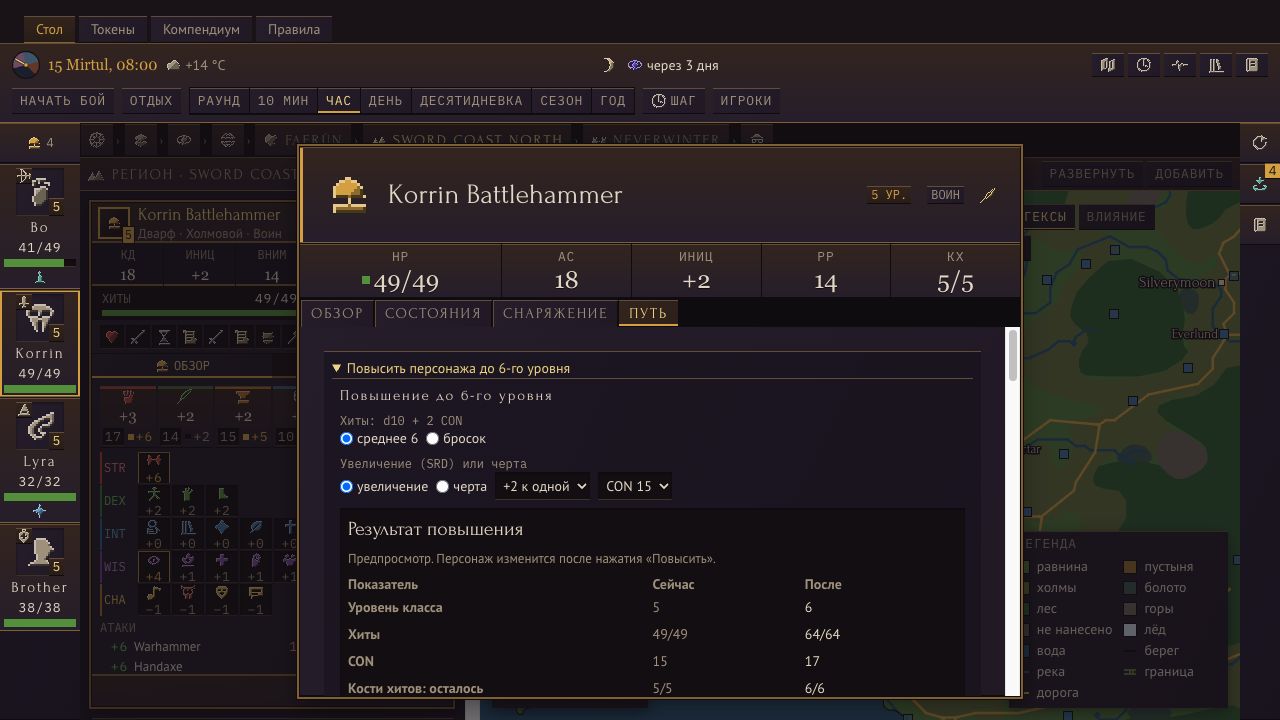 Стол Токены Компендиум Правила
15 Mirtul, 08:00 +14 °C через 3 дня
НАЧАТЬ БОЙ ОТДЫХ РАУНД 10 МИН ЧАС ДЕНЬ ДЕСЯТИДНЕВКА СЕЗОН ГОД ШАГ ИГРОКИ
4 FAERÛN SWORD COAST NORTH NEVERWINTER
РЕГИОН · SWORD COAST РАЗВЕРНУТЬ ДОБАВИТЬ
4
5
Bo
41/49
5
Korrin
49/49
5
Lyra
32/32
5
Brother
38/38
Korrin Battlehammer
5 Дварф · Холмовой · Воин
КД ИНИЦ ВНИМ
18 +2 14
ХИТЫ 49/49
ОБЗОР
+3 +2 +2
17 +6 14 +2 15 +5 10
STR +6
DEX +2 +2 +2
INT +0 +0 +0 +0 +0
WIS +4 +1 +1 +1 +1
CHA −1 −1 −1 −1
АТАКИ
+6 Warhammer 1
+6 Handaxe
Korrin Battlehammer 5 УР. ВОИН
HP AC ИНИЦ PP КХ
49/49 18 +2 14 5/5
ОБЗОР СОСТОЯНИЯ СНАРЯЖЕНИЕ ПУТЬ
Повысить персонажа до 6-го уровня
Повышение до 6-го уровня
Хиты: d10 + 2 CON
среднее 6 бросок
Увеличение (SRD) или черта
увеличение черта +2 к одной CON 15
Результат повышения
Предпросмотр. Персонаж изменится после нажатия «Повысить».
Показатель Сейчас После
Уровень класса 5 6
Хиты 49/49 64/64
CON 15 17
Кости хитов: осталось 5/5 6/6
ГЕКСЫ ВЛИЯНИЕ
Silverymoon
Everlund
tar
ЕГЕНДА
равнина пустыня
холмы болото
лес горы
не нанесено лёд
вода берег
река граница
дорога